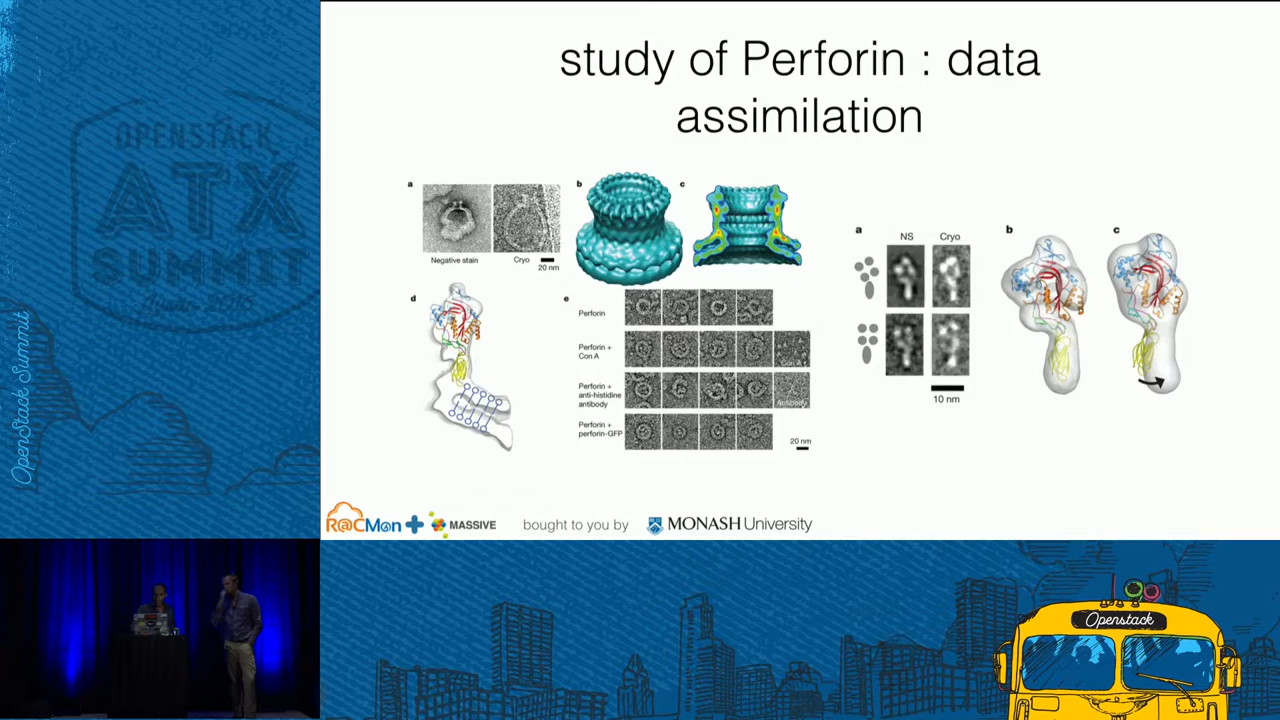 study of Perforin : data
assimilation
a
Negative stain
Cryo
20 nm
b
c
d
e
Perforin
Perforin +
Con A
Perforin +
anti-histidine
antibody
Antibody
Perforin +
perforin-GFP
20 nm
a
NS
Cryo
10 nm
b
c
R@CMon
MASSIVE
bought to you by
MONASH University
OPENSTACK
ATX
SUMMIT
OpenStack Summit
Openstack